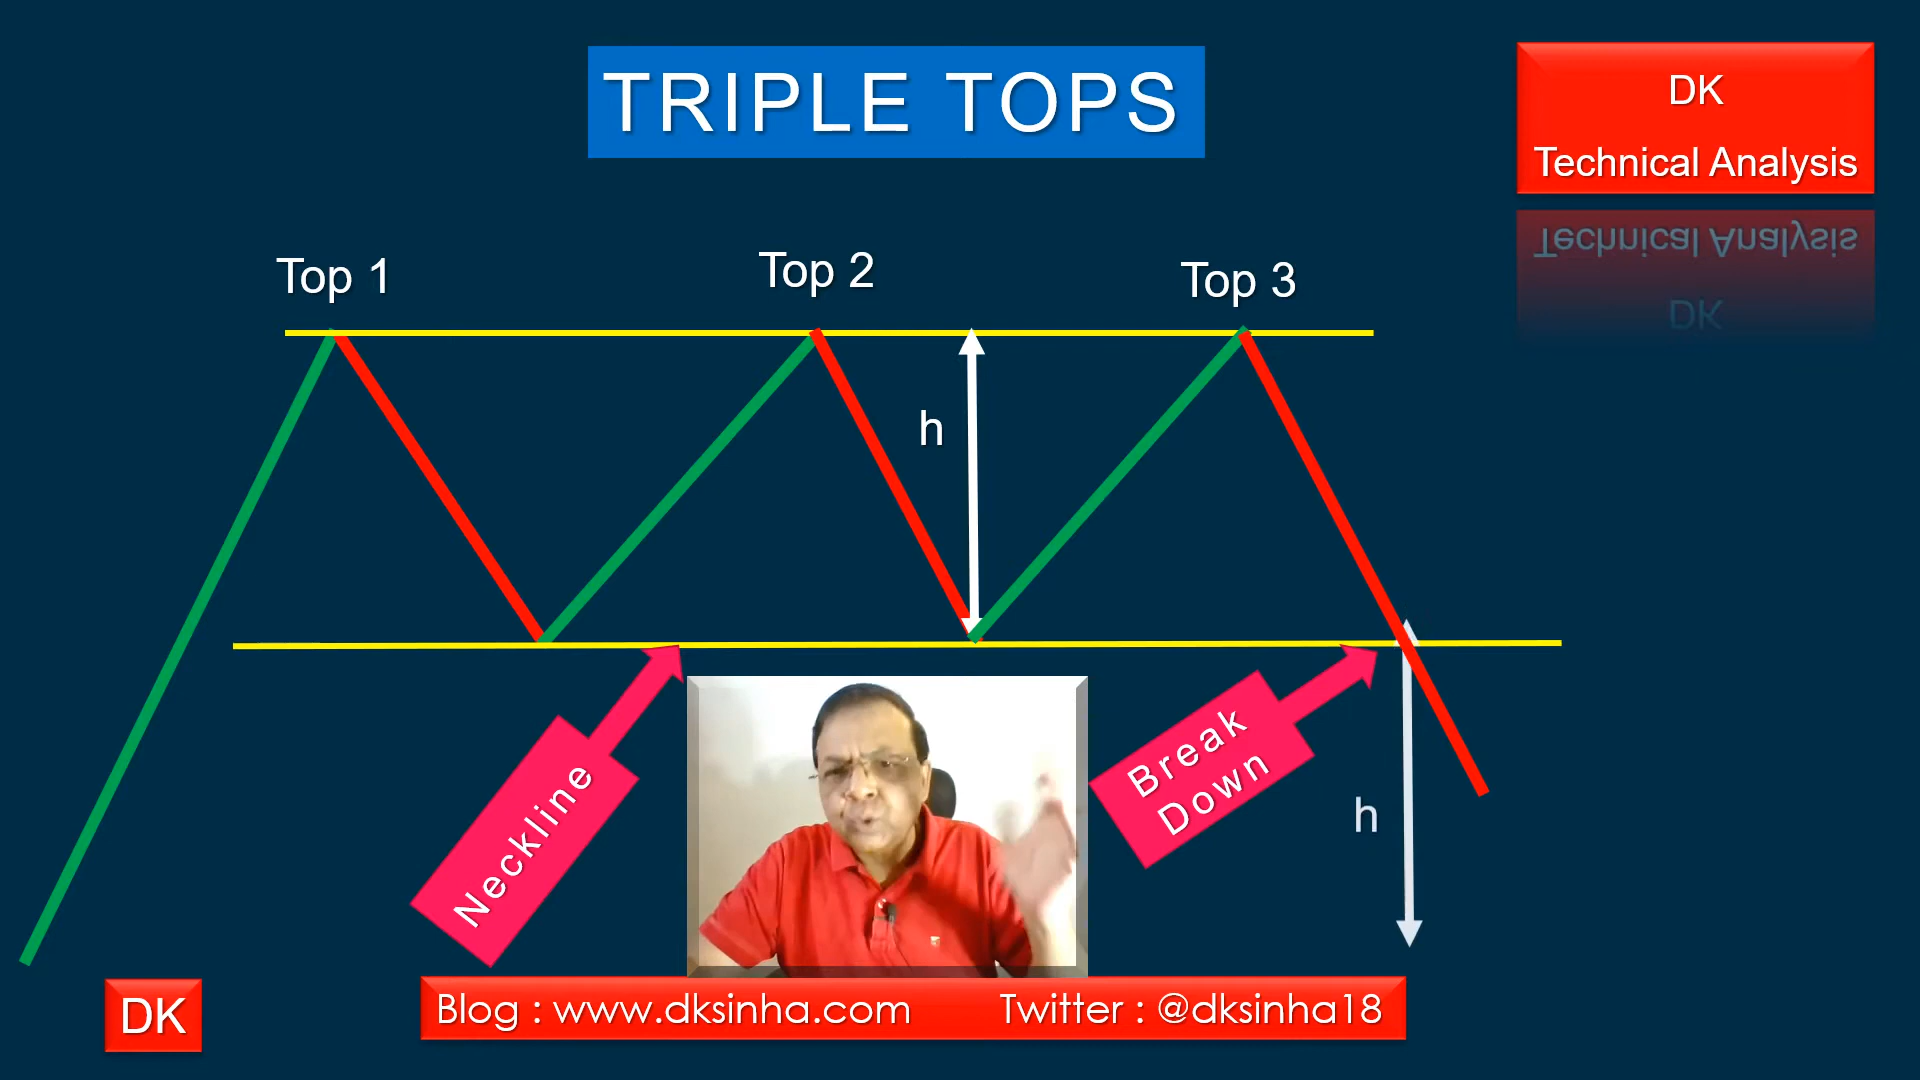 TRIPLE TOPS
DK
Technical Analysis
Technical Analysis
DK
Top 1
Top 2
Top 3
h
Neckline
Break
Down
h
DK
Blog : www.dksinha.com Twitter : @dksinha18